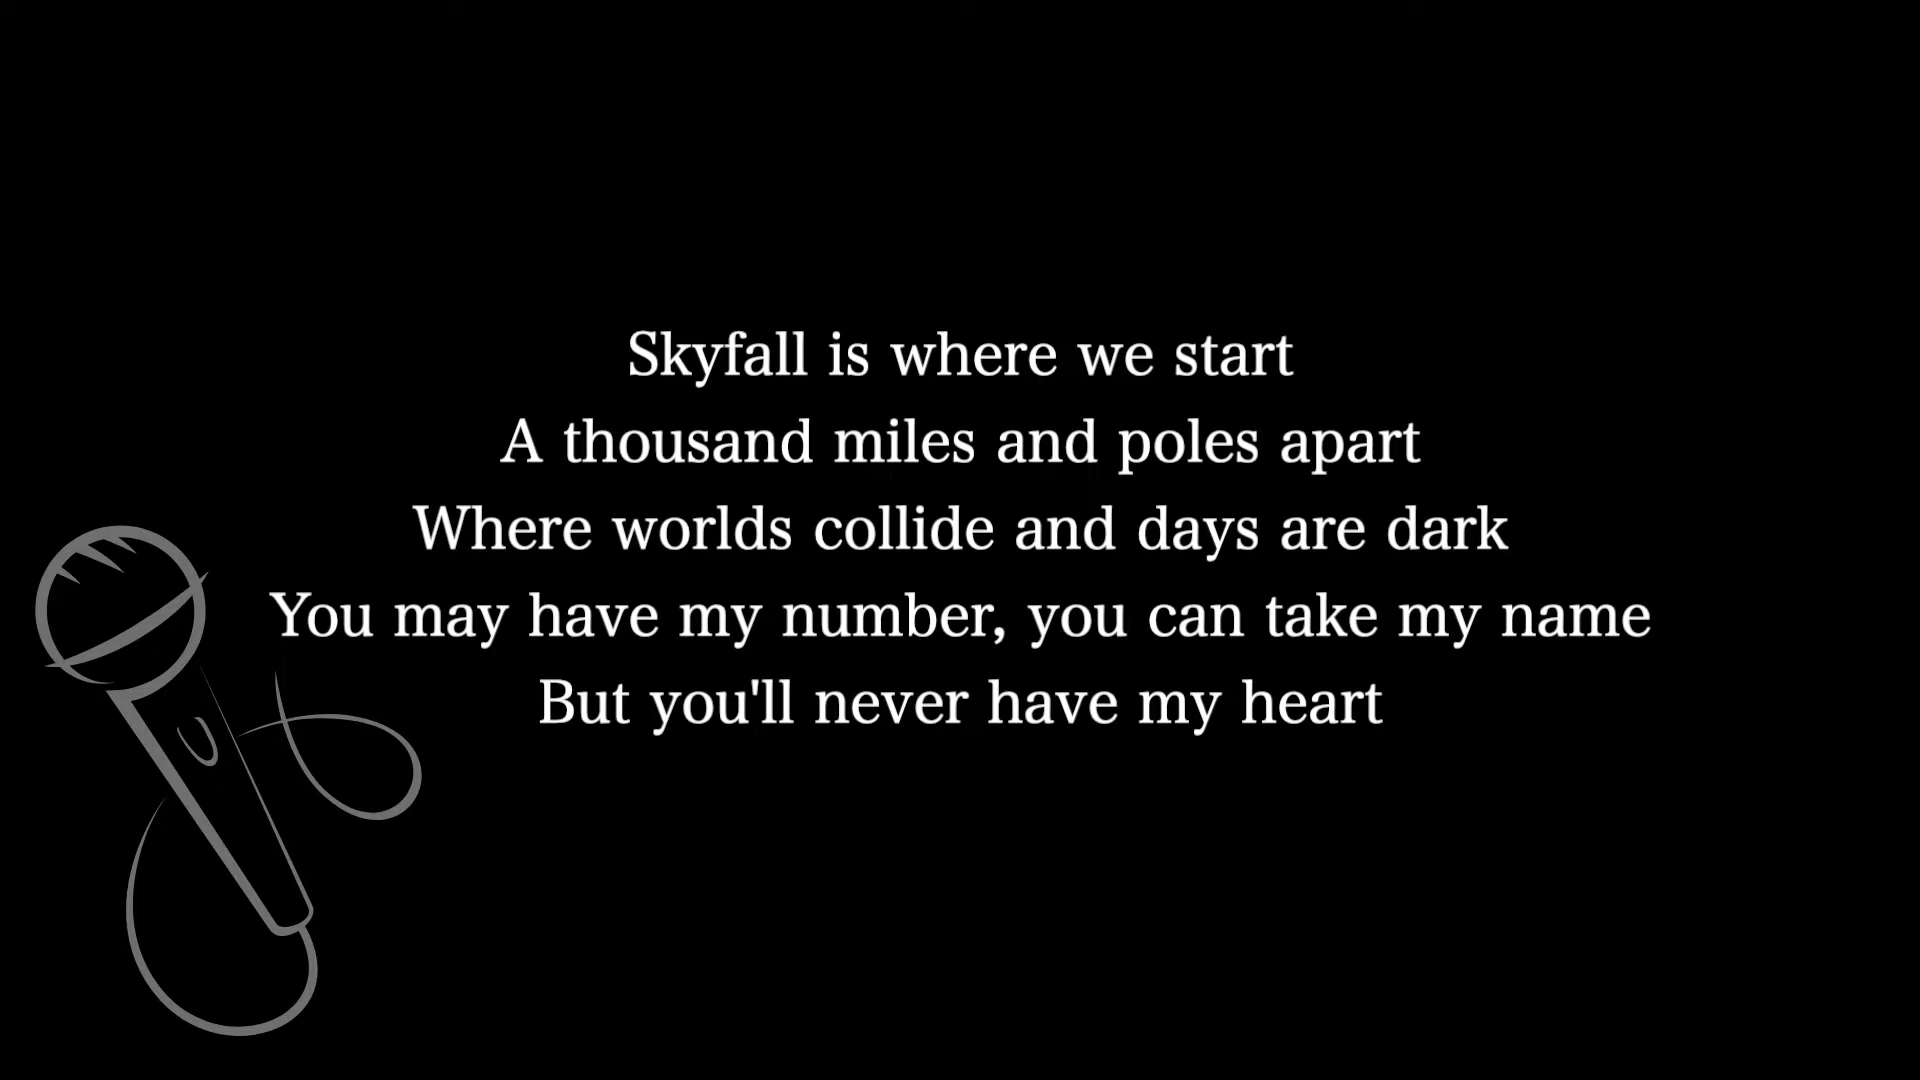 Skyfall is where we start
A thousand miles and poles apart
Where worlds collide and days are dark
You may have my number, you can take my name
But you'll never have my heart